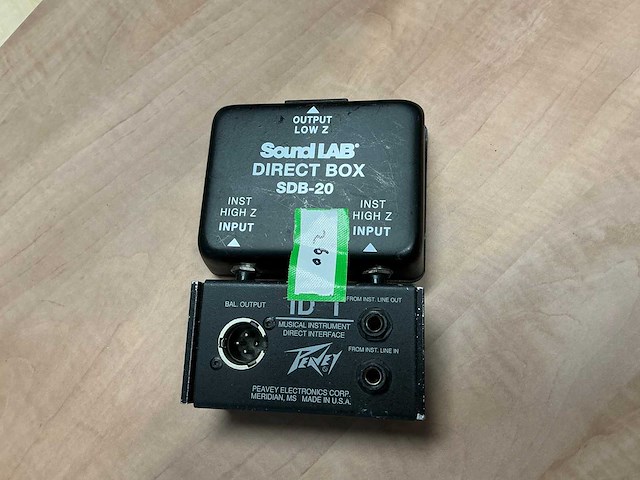 OUTPUT
LOW Z
Sound LAB®
DIRECT BOX
SDB-20
INST
HIGH Z
INPUT
INST
HIGH Z
INPUT
BAL. OUTPUT
FROM INST. LINE OUT
MUSICAL INSTRUMENT
DIRECT INTERFACE
FROM INST. LINE IN
PEAVEY
PEAVEY ELECTRONICS CORP.
MERIDIAN, MS MADE IN U.S.A.